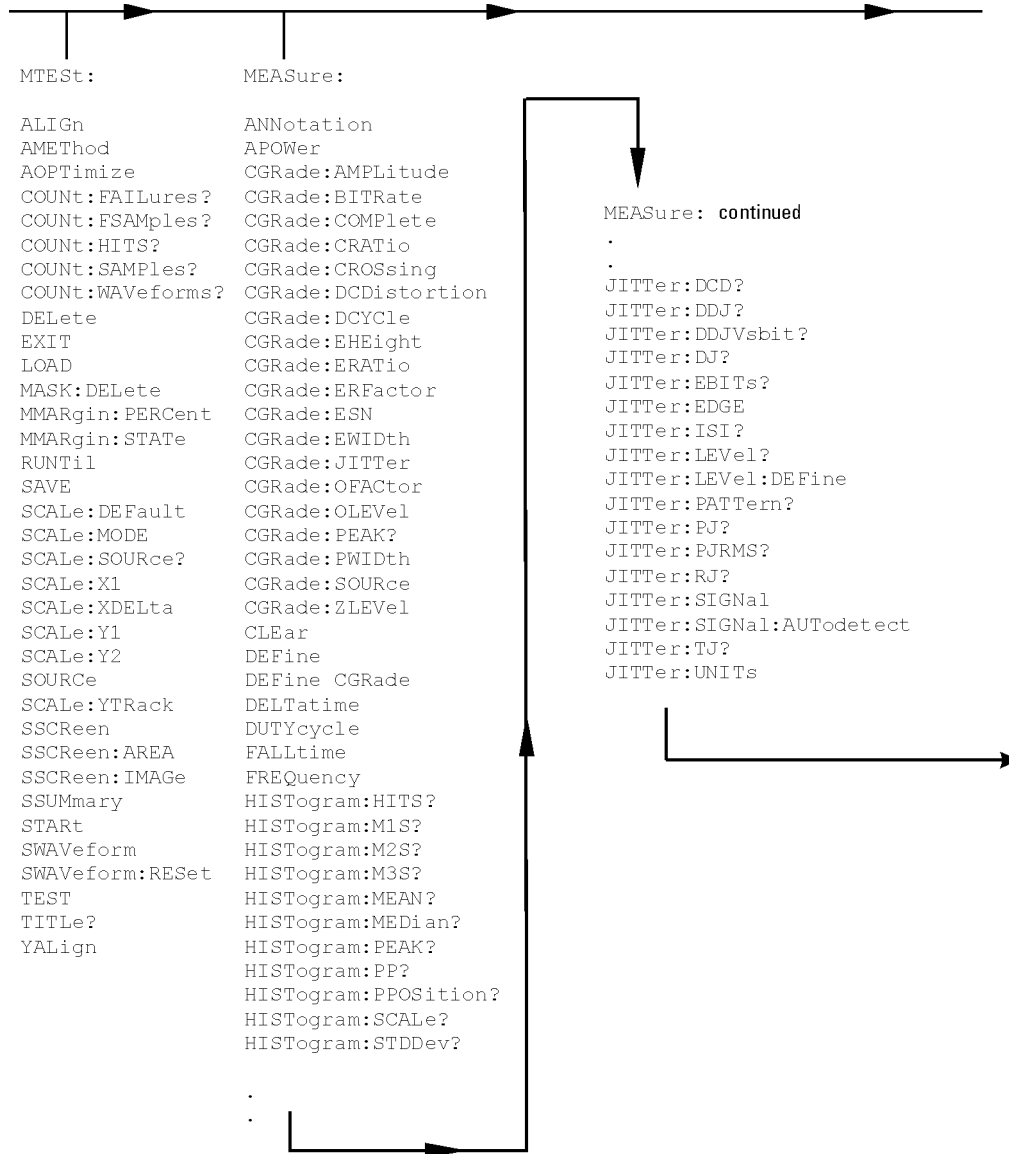 MTESt:
ALIGn
AMEThod
AOPTimize
COUNt:FAILures?
COUNt:FSAMples?
COUNt:HITS?
COUNt:SAMPles?
COUNt:WAVeforms?
DELete
EXIT
LOAD
MASK:DELete
MMARgin:PERCent
MMARgin:STATe
RUNTil
SAVE
SCALe:DEFault
SCALe:MODE
SCALe:SOURce?
SCALe:X1
SCALe:XDELta
SCALe:Y1
SCALe:Y2
SOURCe
SCALe:YTRack
SSCReen
SSCReen:AREA
SSCReen:IMAGe
SSUMmary
STARt
SWAVeform
SWAVeform:RESet
TEST
TITLe?
YALign
MEASure:
ANNotation
APOWer
CGRade:AMPLitude
CGRade:BITRate
CGRade:COMPlete
CGRade:CRATio
CGRade:CROSsing
CGRade:DCDistortion
CGRade:DCYCle
CGRade:EHEight
CGRade:ERATio
CGRade:ERFactor
CGRade:ESN
CGRade:EWIDth
CGRade:JITTer
CGRade:OFACtor
CGRade:OLEVel
CGRade:PEAK?
CGRade:PWIDth
CGRade:SOURce
CGRade:ZLEVel
CLEar
DEFine
DEFine CGRade
DELTatime
DUTYcycle
FALLtime
FREQuency
HISTogram:HITS?
HISTogram:M1S?
HISTogram:M2S?
HISTogram:M3S?
HISTogram:MEAN?
HISTogram:MEDian?
HISTogram:PEAK?
HISTogram:PP?
HISTogram:PPOSition?
HISTogram:SCALe?
HISTogram:STDDev?
.
.
MEASure: continued
.
.
JITTer:DCD?
JITTer:DDJ?
JITTer:DDJVsbit?
JITTer:DJ?
JITTer:EBITs?
JITTer:EDGE
JITTer:ISI?
JITTer:LEVel?
JITTer:LEVel:DEFine
JITTer:PATTern?
JITTer:PJ?
JITTer:PJRMS?
JITTer:RJ?
JITTer:SIGNal
JITTer:SIGNal:AUTodetect
JITTer:TJ?
JITTer:UNITs